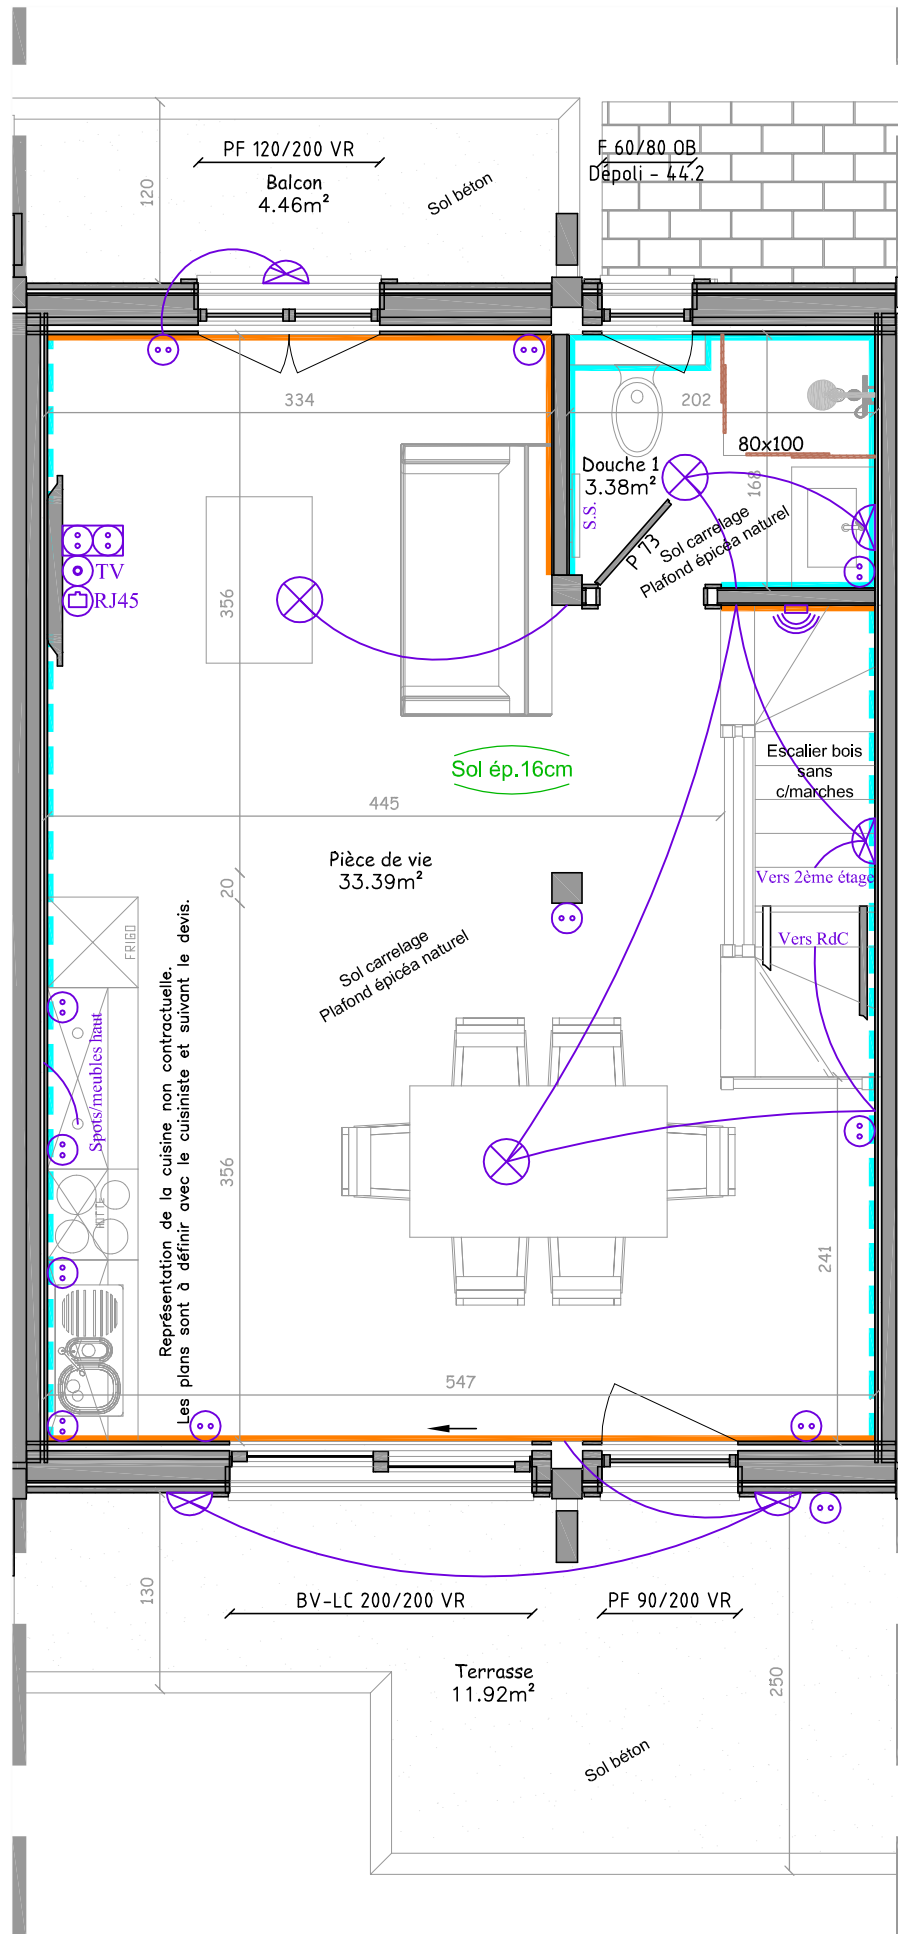 PF 120/200 VR
F 60/80 OB
Dépoli - 44.2
Balcon
4.46m²
Sol béton
120
334
202
80x100
Douche 1
3.38m²
168
S.S.
P 73
Sol carrelage
Plafond épicéa naturel
TV
RJ45
356
Sol ép.16cm
Escalier bois
sans
c/marches
445
Pièce de vie
33.39m²
20
Vers 2ème étage
FRIGO
Vers RdC
Sol carrelage
Plafond épicéa naturel
Représentation de la cuisine non contractuelle.
Les plans sont à définir avec le cuisiniste et suivant le devis.
Spots/meubles haut
356
HOTTE
241
547
130
BV-LC 200/200 VR
PF 90/200 VR
Terrasse
11.92m²
250
Sol béton